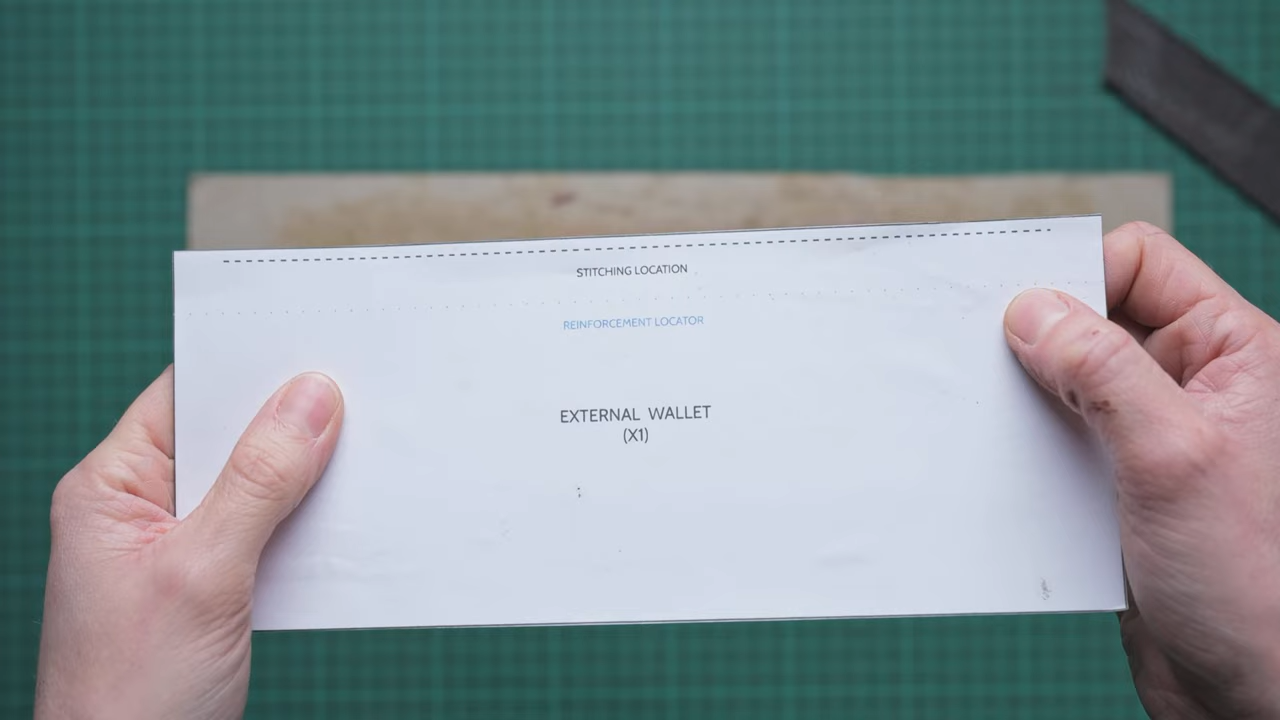 STITCHING LOCATION
REINFORCEMENT LOCATOR
EXTERNAL WALLET
(X1)